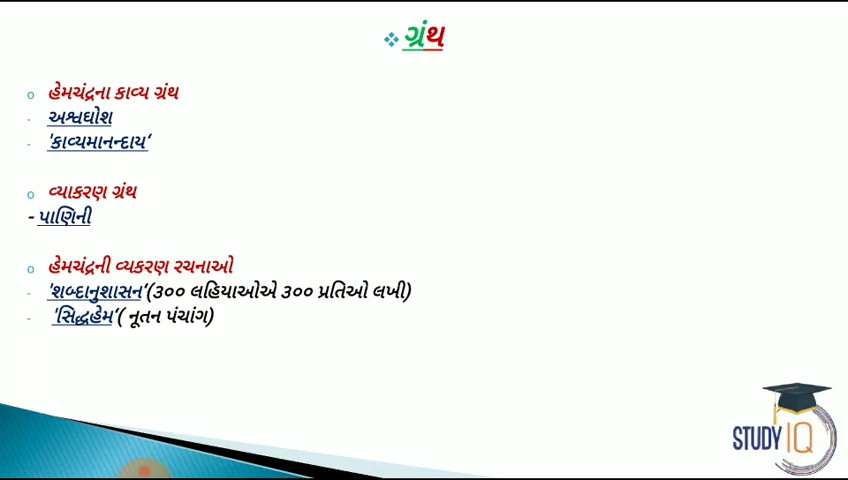 ❖ ગ્રંથ
o હેમચંદ્રના કાવ્ય ગ્રંથ
- અશ્વઘોશ
- 'કાવ્યમાનન્દાય'
o વ્યાકરણ ગ્રંથ
- પાણિની
o હેમચંદ્રની વ્યકરણ રચનાઓ
- 'શબ્દાનુશાસન'(૩૦૦ લહિયાઓએ ૩૦૦ પ્રતિઓ લખી)
- 'સિદ્ધહેમ'( નૂતન પંચાંગ)
STUDY IQ